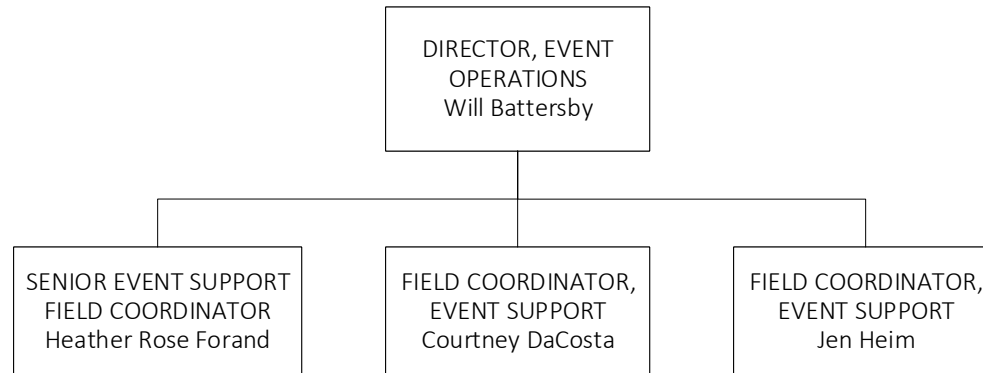 DIRECTOR, EVENT
OPERATIONS
Will Battersby
SENIOR EVENT SUPPORT
FIELD COORDINATOR
Heather Rose Forand
FIELD COORDINATOR,
EVENT SUPPORT
Courtney DaCosta
FIELD COORDINATOR,
EVENT SUPPORT
Jen Heim